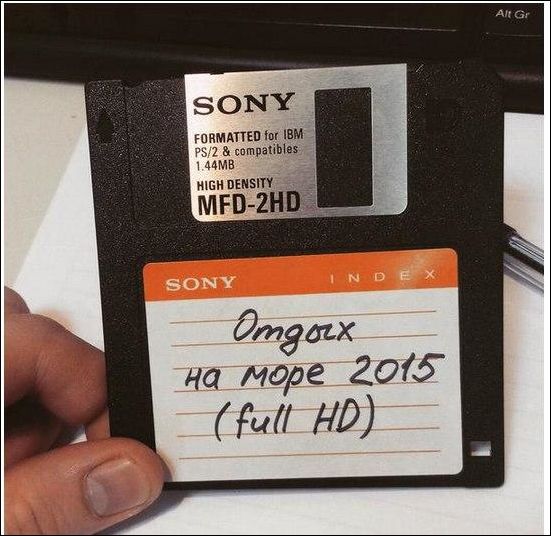 Alt Gr
SONY
FORMATTED for IBM
PS/2 & compatibles
1.44MB
HIGH DENSITY
MFD-2HD
SONY INDEX
Отдых
на море 2015
(full HD)